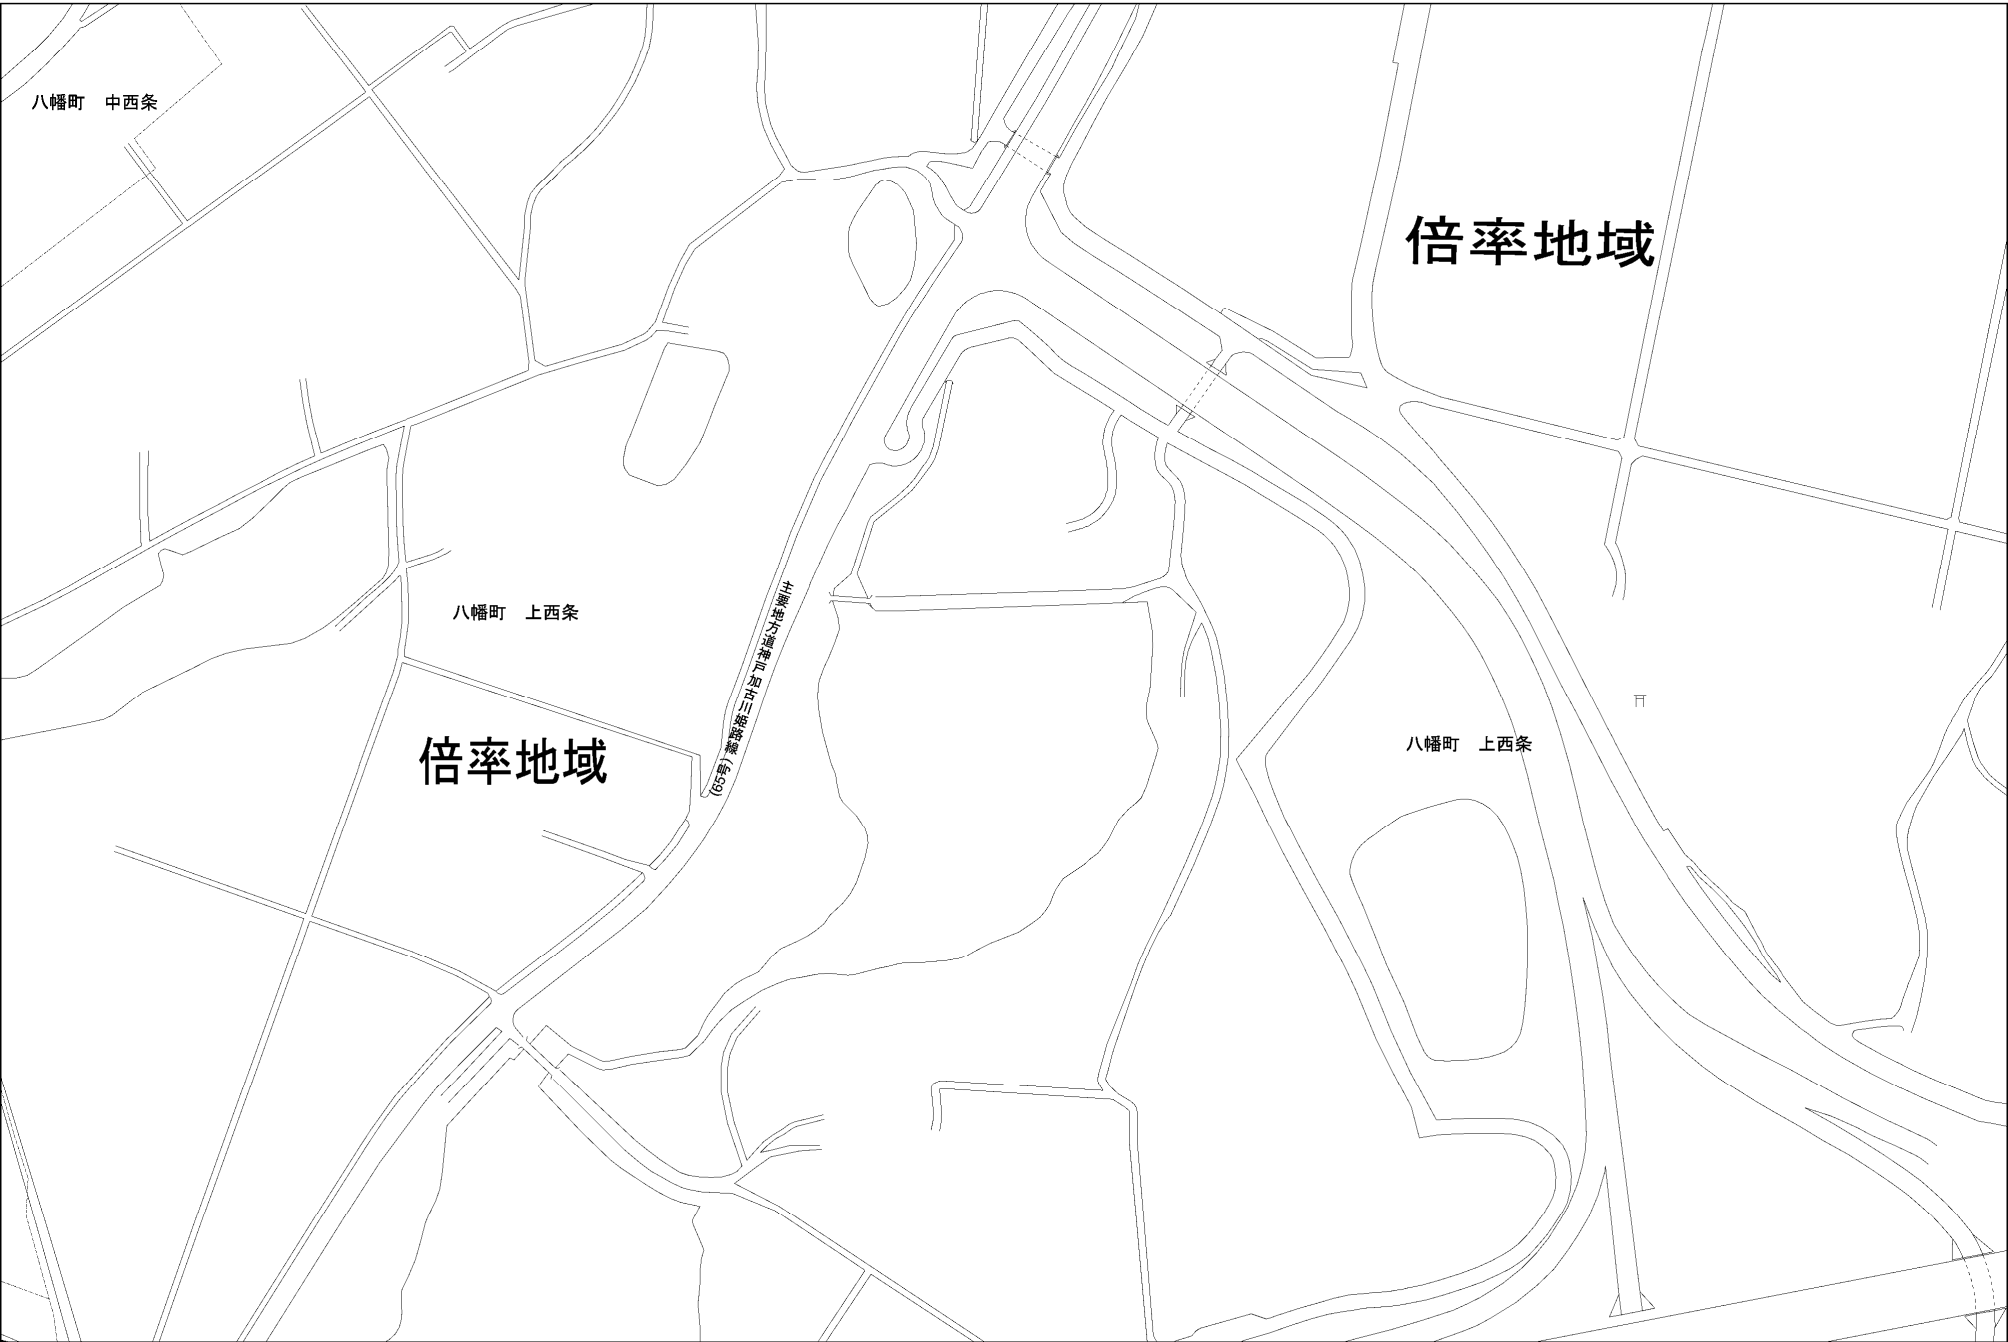 八幡町　中西条
倍率地域
八幡町　上西条
主要地方道神戸加古川姫路線
(65号)
八幡町　上西条
倍率地域